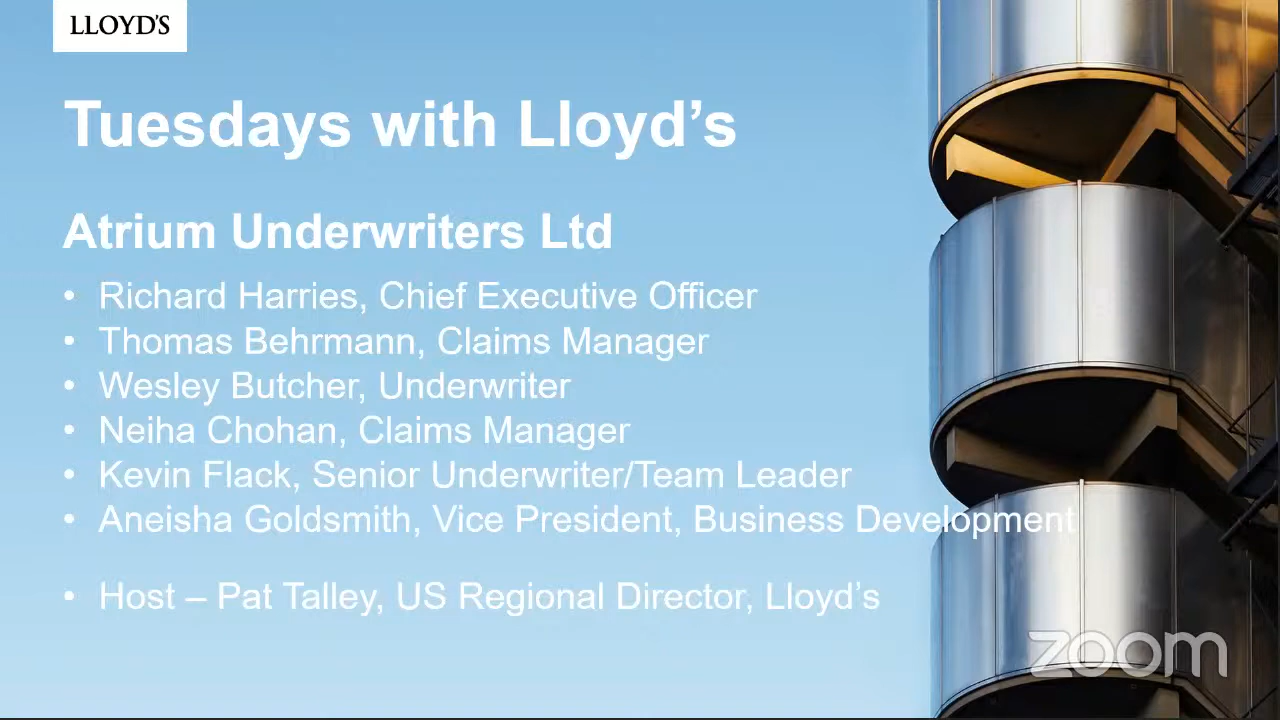 LLOYD'S
Tuesdays with Lloyd's
Atrium Underwriters Ltd
• Richard Harries, Chief Executive Officer
• Thomas Behrmann, Claims Manager
• Wesley Butcher, Underwriter
• Neiha Chohan, Claims Manager
• Kevin Flack, Senior Underwriter/Team Leader
• Aneisha Goldsmith, Vice President, Business Development
• Host – Pat Talley, US Regional Director, Lloyd's
zoom